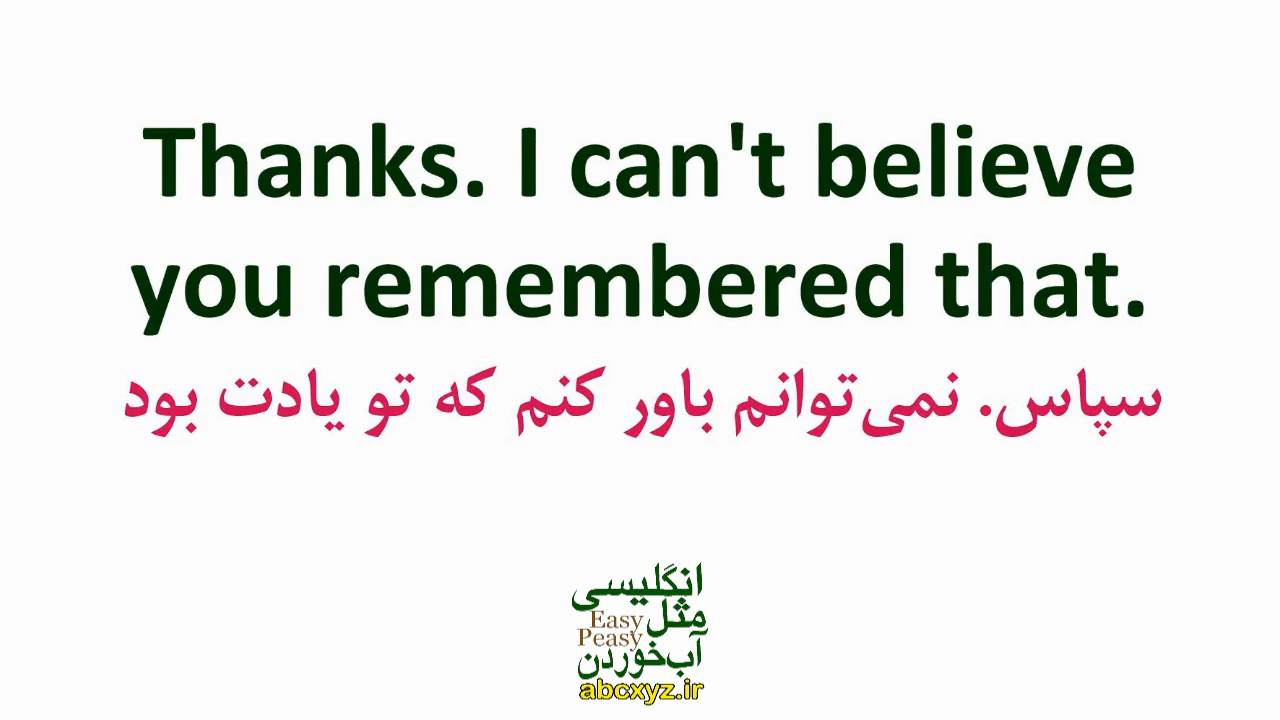 Thanks. I can't believe
you remembered that.
سپاس. نمی‌توانم باور کنم که تو یادت بود
انگلیسی
مثل
Easy
Peasy
آب‌خوردن
abcxyz.ir